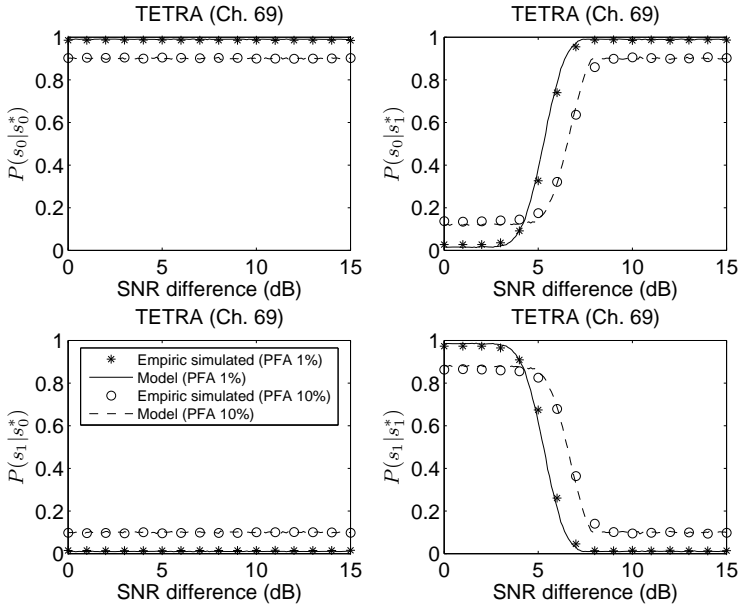 TETRA (Ch. 69)
1
0.8
0.6
0.4
0.2
0
P(s₀|s₀*)
0 5 10 15
SNR difference (dB)
TETRA (Ch. 69)
1
0.8
0.6
0.4
0.2
0
P(s₀|s₁*)
0 5 10 15
SNR difference (dB)
TETRA (Ch. 69)
1
0.8
0.6
0.4
0.2
0
P(s₁|s₀*)
Empiric simulated (PFA 1%)
Model (PFA 1%)
Empiric simulated (PFA 10%)
Model (PFA 10%)
0 5 10 15
SNR difference (dB)
TETRA (Ch. 69)
1
0.8
0.6
0.4
0.2
0
P(s₁|s₁*)
0 5 10 15
SNR difference (dB)